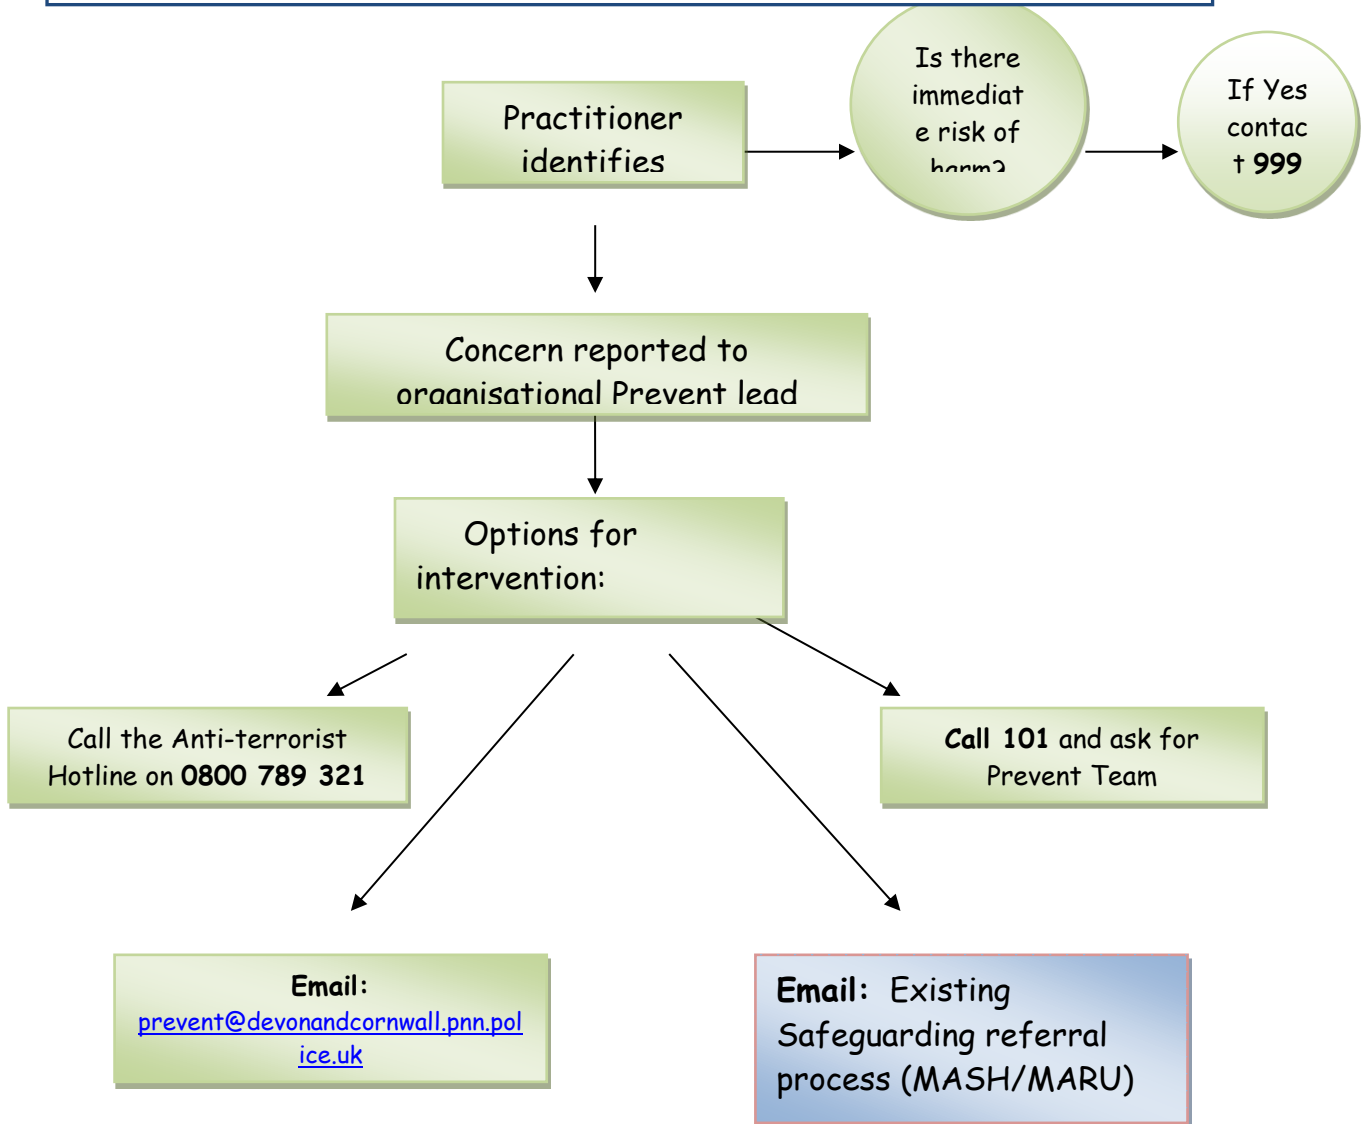 Is there
immediat
e risk of
harm?
If Yes
contac
t 999
Practitioner
identifies
Concern reported to
organisational Prevent lead
Options for
intervention:
Call the Anti-terrorist
Hotline on 0800 789 321
Call 101 and ask for
Prevent Team
Email:
prevent@devonandcornwall.pnn.pol
ice.uk
Email: Existing
Safeguarding referral
process (MASH/MARU)